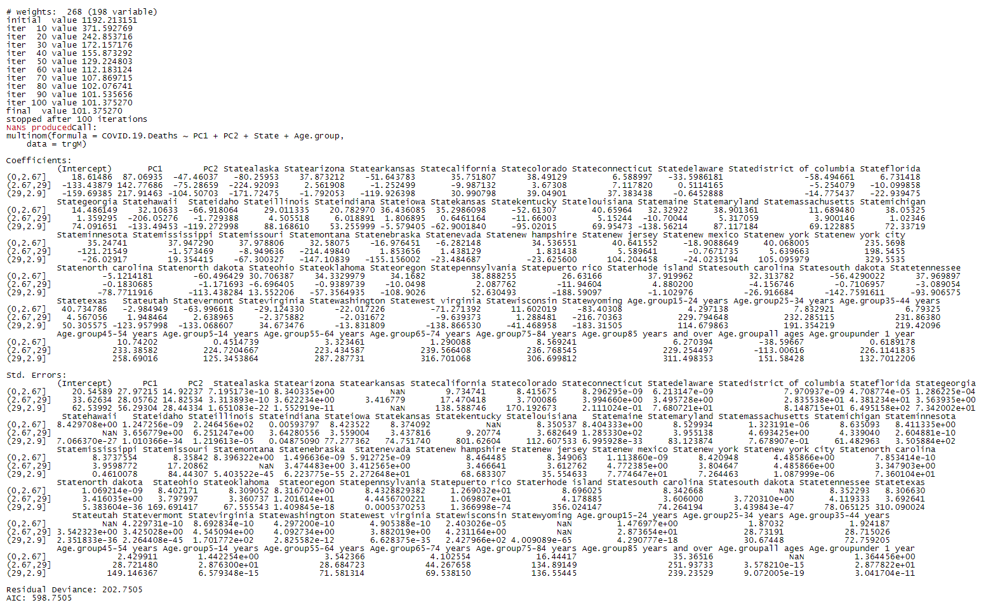 # weights:  268 (198 variable)
initial  value 1192.213151
iter  10 value 371.592769
iter  20 value 242.853716
iter  30 value 172.157176
iter  40 value 155.873292
iter  50 value 129.224803
iter  60 value 112.183124
iter  70 value 107.869715
iter  80 value 102.076741
iter  90 value 101.535656
iter 100 value 101.375270
final  value 101.375270
stopped after 100 iterations
NaNs producedCall:
multinom(formula = COVID.19.Deaths ~ PC1 + PC2 + State + Age.group,
    data = trgM)
Coefficients:
(Intercept) PC1 PC2 Statealaska Statearizona Statearkansas Statecalifornia Statecolorado Stateconnecticut Statedelaware Statedistrict of columbia Stateflorida
(0,2.67] 18.61486 87.06935 -47.46037 -80.25953 37.873212 -51.643783 35.751807 38.49129 6.588997 -33.5986181 -58.494661 6.731418
(2.67,29] -133.43879 142.77686 -75.28659 -224.92093 2.561908 -1.252499 -9.987132 3.67308 7.117820 0.5114165 -5.254079 -10.099858
(29,2.9] -159.69385 217.91463 -104.50703 -171.72475 -1.792053 -119.926398 30.990798 39.04901 37.383438 -0.6452888 -14.775437 -22.939475
Stategeorgia Statehawaii Stateidaho Stateillinois Stateindiana Stateiowa Statekansas Statekentucky Statelouisiana Statemaine Statemaryland Statemassachusetts Statemichigan
(0,2.67] 14.486149 32.10633 -66.918064 29.011335 20.782970 36.436085 35.2986098 -52.61307 40.65964 32.32922 38.901361 11.689480 38.05325
(2.67,29] 1.359295 -206.05276 -1.729388 4.505518 6.018891 1.806895 0.6461164 -11.66003 5.15244 -10.70044 5.317059 3.900146 1.02346
(29,2.9] 74.091651 -133.49453 -119.272998 88.168610 53.255999 -5.579405 -62.9001840 -95.02015 69.95473 -138.56214 87.117184 69.122885 72.33719
Stateminnesota Statemississippi Statemissouri Statemontana Statenebraska Statenevada Statenew hampshire Statenew jersey Statenew mexico Statenew york Statenew york city
(0,2.67] 35.24741 37.947290 37.978806 32.58075 -16.976451 -6.282148 34.536551 40.641552 -18.9088649 40.068005 235.5698
(2.67,29] -121.21549 -1.573469 -8.949636 -214.49840 1.853656 1.438129 1.831438 5.589641 -0.7671735 5.639663 198.5455
(29,2.9] -26.02917 19.354415 -67.300327 -147.10839 -155.156002 -23.484687 -23.625600 104.204458 -24.0235194 105.095979 329.5535
Statenorth carolina Statenorth dakota Stateohio Stateoklahoma Stateoregon Statepennsylvania Statepuerto rico Staterhode island Statesouth carolina Statesouth dakota Statetennessee
(0,2.67] -5.1214181 -60.496429 30.706387 34.3329979 34.1682 38.888255 26.63166 37.919962 32.313782 -56.4290022 37.969897
(2.67,29] -0.1830685 -1.171693 -6.696405 -0.9389739 -10.0498 2.087762 -11.94604 4.880200 -4.156746 -0.7106957 -3.089054
(29,2.9] -78.7711916 -113.438284 13.552206 -57.3564935 -108.9026 52.630493 -188.59097 -1.102976 -26.916684 -142.7591611 -93.906575
Statetexas Stateutah Statevermont Statevirginia Statewashington Statewest virginia Statewisconsin Statewyoming Age.group15-24 years Age.group25-34 years Age.group35-44 years
(0,2.67] 40.734786 -2.984949 -63.996618 -29.124330 -22.017226 -71.271392 11.602019 -83.40308 4.297138 7.832921 6.79325
(2.67,29] 4.567056 1.948464 2.638965 -2.375882 -2.031672 -9.639373 1.288481 -216.70363 229.794648 232.285115 231.86380
(29,2.9] 50.305575 -123.957998 -133.068607 34.673476 -13.831809 -138.866530 -41.468958 -183.31505 114.679863 191.354219 219.42096
Age.group45-54 years Age.group5-14 years Age.group55-64 years Age.group65-74 years Age.group75-84 years Age.group85 years and over Age.groupall ages Age.groupunder 1 year
(0,2.67] 10.74202 0.4514739 3.323461 1.290088 8.569241 6.270394 -38.59667 0.6189178
(2.67,29] 233.38582 224.7204667 223.434587 239.566408 236.768545 229.254497 -113.00616 226.1141835
(29,2.9] 258.69016 125.3453864 287.287731 316.701068 306.699812 311.498353 151.58428 132.7012206
Std. Errors:
(Intercept) PC1 PC2 Statealaska Statearizona Statearkansas Statecalifornia Statecolorado Stateconnecticut Statedelaware Statedistrict of columbia Stateflorida Stategeorgia
(0,2.67] 20.54589 27.97215 14.92237 7.195173e-10 8.340335e+00 NaN 9.734741 8.415675 8.296295e-09 6.213147e-09 7.970937e-09 4.708774e-05 1.286225e-04
(2.67,29] 33.62634 28.05762 14.82534 3.313893e-10 3.622234e+00 3.416779 17.470418 3.700086 3.994660e+00 3.495728e+00 2.835538e+01 4.381234e+01 3.563935e+00
(29,2.9] 62.53992 56.29304 28.44334 1.651083e-22 1.552919e-11 NaN 138.588746 170.192673 2.111021e+01 7.680721e+01 8.148715e+01 6.495158e+02 7.342002e+01
Statehawaii Stateidaho Stateillinois Stateindiana Stateiowa Statekansas Statekentucky Statelouisiana Statemaine Statemaryland Statemassachusetts Statemichigan Stateminnesota
(0,2.67] 8.429708e+00 1.247256e-09 2.246456e+02 0.00593797 8.423522 8.374092 NaN 8.350537 8.404333e+00 8.529934 1.323191e-06 8.635093 8.411335e+00
(2.67,29] NaN 3.656779e+00 6.251247e+00 3.64280556 3.559004 3.437816 9.20774 3.682649 1.285330e+02 3.955138 4.693425e+00 4.339040 2.604881e-10
(29,2.9] 7.066370e-27 1.010366e-34 1.219613e-05 0.04875090 77.277362 74.751740 801.62604 112.607533 6.995928e-33 83.123874 7.678907e-01 61.482963 3.505884e+02
Statemississippi Statemissouri Statemontana Statenebraska Statenevada Statenew hampshire Statenew jersey Statenew mexico Statenew york Statenew york city Statenorth carolina
(0,2.67] 8.3737554 8.35842 8.396322e+00 1.496636e-09 5.912725e-09 8.464485 8.349063 1.113860e-09 8.420948 4.485866e+00 7.853414e-10
(2.67,29] 3.9598772 17.20862 NaN 3.474483e+00 3.412565e+00 3.466641 3.612762 4.772385e+00 3.804647 4.485866e+00 3.347903e+00
(29,2.9] 0.4610078 84.44307 5.403522e-45 6.223775e-55 2.272648e+01 68.683307 35.554633 7.774647e+01 7.264463 1.087999e-06 7.360104e+01
Statenorth dakota Stateohio Stateoklahoma Stateoregon Statepennsylvania Statepuerto rico Staterhode island Statesouth carolina Statesouth dakota Statetennessee Statetexas
(0,2.67] 1.069214e-09 8.402171 8.309052 8.316702e+00 8.4328829382 1.269032e+01 8.696025 8.342668 NaN 8.352293 8.306630
(2.67,29] 3.416035e+00 3.797997 3.360737 1.201614e+01 4.4456700221 1.069807e+01 4.178885 3.606000 3.720310e+00 4.119333 3.692641
(29,2.9] 5.383604e-36 169.691417 67.555543 1.409845e-18 0.0005370253 1.366998e-74 356.024147 74.264194 3.439843e-47 78.065125 310.090024
Stateutah Statevermont Statevirginia Statewashington Statewest virginia Statewisconsin Statewyoming Age.group15-24 years Age.group25-34 years Age.group35-44 years
(0,2.67] NaN 4.229731e-10 8.692834e-10 4.297200e-10 4.905388e-10 2.403026e-05 NaN 1.476977e+00 1.87032 1.924187
(2.67,29] 3.542323e+00 3.425028e+00 4.545094e+00 4.092734e+00 3.882019e+00 4.231164e+00 NaN 2.873654e+01 28.73191 28.715026
(29,2.9] 2.351833e-36 2.264408e-45 1.701772e+02 2.825582e-12 6.628375e-35 2.427966e+02 4.009089e-65 4.290777e-18 30.67448 72.759205
Age.group45-54 years Age.group5-14 years Age.group55-64 years Age.group65-74 years Age.group75-84 years Age.group85 years and over Age.groupall ages Age.groupunder 1 year
(0,2.67] 2.429911 1.442254e+00 3.542366 4.102554 16.44417 35.36516 NaN 1.364456e+00
(2.67,29] 28.721480 2.876300e+01 28.684723 44.267658 134.89149 251.93733 3.578210e-15 2.877822e+01
(29,2.9] 149.146367 6.579348e-15 71.581314 69.538150 136.55445 239.23529 9.072005e-19 3.041704e-11
Residual Deviance: 202.7505
AIC: 598.7505